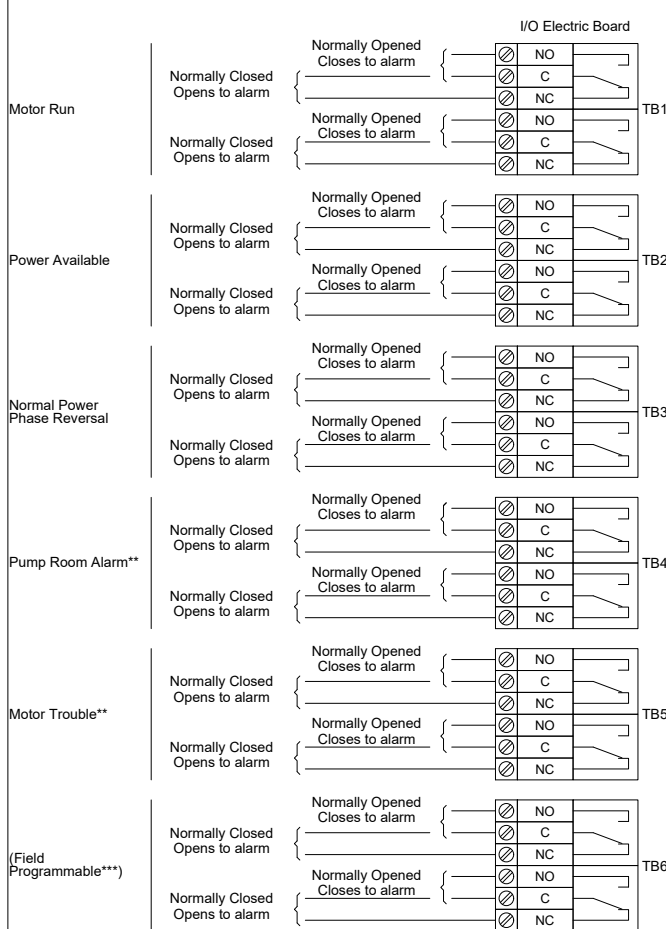 I/O Electric Board
Normally Opened
Closes to alarm
NO
Normally Closed
Opens to alarm
C
NC
Motor Run
TB1
Normally Opened
Closes to alarm
NO
Normally Closed
Opens to alarm
C
NC
Normally Opened
Closes to alarm
NO
Normally Closed
Opens to alarm
C
NC
Power Available
TB2
Normally Opened
Closes to alarm
NO
Normally Closed
Opens to alarm
C
NC
Normally Opened
Closes to alarm
NO
Normally Closed
Opens to alarm
C
NC
Normal Power
Phase Reversal
TB3
Normally Opened
Closes to alarm
NO
Normally Closed
Opens to alarm
C
NC
Normally Opened
Closes to alarm
NO
Normally Closed
Opens to alarm
C
NC
Pump Room Alarm**
TB4
Normally Opened
Closes to alarm
NO
Normally Closed
Opens to alarm
C
NC
Normally Opened
Closes to alarm
NO
Normally Closed
Opens to alarm
C
NC
Motor Trouble**
TB5
Normally Opened
Closes to alarm
NO
Normally Closed
Opens to alarm
C
NC
Normally Opened
Closes to alarm
NO
Normally Closed
Opens to alarm
C
NC
(Field
Programmable***)
TB6
Normally Opened
Closes to alarm
NO
Normally Closed
Opens to alarm
C
NC